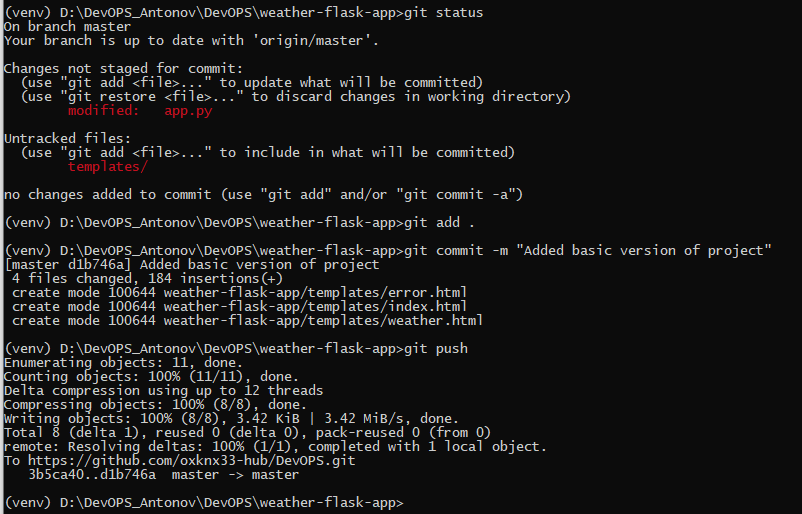 (venv) D:\DevOPS_Antonov\DevOPS\weather-flask-app>git status
On branch master
Your branch is up to date with 'origin/master'.
Changes not staged for commit:
  (use "git add <file>..." to update what will be committed)
  (use "git restore <file>..." to discard changes in working directory)
        modified:   app.py
Untracked files:
  (use "git add <file>..." to include in what will be committed)
        templates/
no changes added to commit (use "git add" and/or "git commit -a")
(venv) D:\DevOPS_Antonov\DevOPS\weather-flask-app>git add .
(venv) D:\DevOPS_Antonov\DevOPS\weather-flask-app>git commit -m "Added basic version of project"
[master d1b746a] Added basic version of project
 4 files changed, 184 insertions(+)
 create mode 100644 weather-flask-app/templates/error.html
 create mode 100644 weather-flask-app/templates/index.html
 create mode 100644 weather-flask-app/templates/weather.html
(venv) D:\DevOPS_Antonov\DevOPS\weather-flask-app>git push
Enumerating objects: 11, done.
Counting objects: 100% (11/11), done.
Delta compression using up to 12 threads
Compressing objects: 100% (8/8), done.
Writing objects: 100% (8/8), 3.42 KiB | 3.42 MiB/s, done.
Total 8 (delta 1), reused 0 (delta 0), pack-reused 0 (from 0)
remote: Resolving deltas: 100% (1/1), completed with 1 local object.
To https://github.com/oxknx33-hub/DevOPS.git
   3b5ca40..d1b746a  master -> master
(venv) D:\DevOPS_Antonov\DevOPS\weather-flask-app>